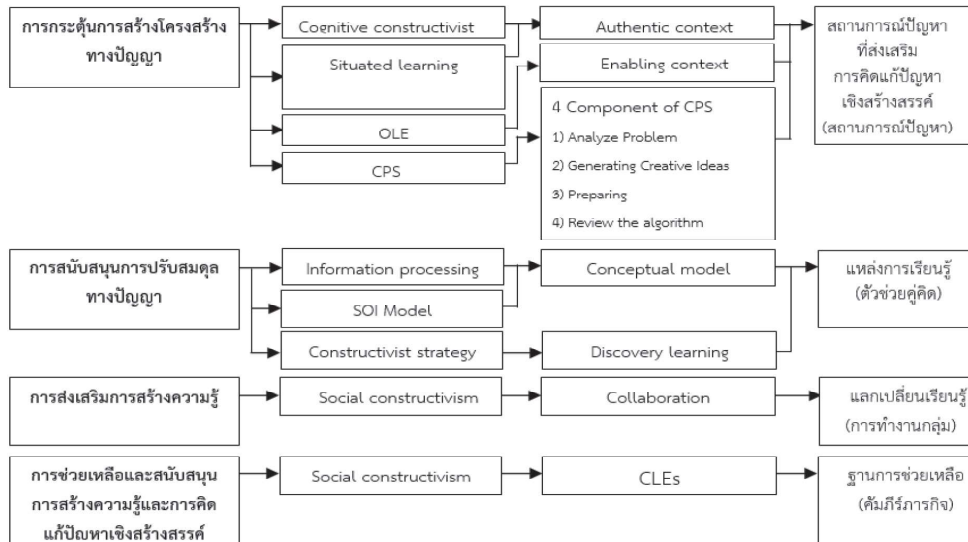 การกระตุ้นการสร้างโครงสร้าง
ทางปัญญา
Cognitive constructivist
Situated learning
OLE
CPS
Authentic context
Enabling context
4 Component of CPS
1) Analyze Problem
2) Generating Creative Ideas
3) Preparing
4) Review the algorithm
สถานการณ์ปัญหา
ที่ส่งเสริม
การคิดแก้ปัญหา
เชิงสร้างสรรค์
(สถานการณ์ปัญหา)
การสนับสนุนการปรับสมดุล
ทางปัญญา
Information processing
SOI Model
Constructivist strategy
Conceptual model
Discovery learning
แหล่งการเรียนรู้
(ตัวช่วยคู่คิด)
การส่งเสริมการสร้างความรู้
Social constructivism
Collaboration
แลกเปลี่ยนเรียนรู้
(การทำงานกลุ่ม)
การช่วยเหลือและสนับสนุน
การสร้างความรู้และการคิด
แก้ปัญหาเชิงสร้างสรรค์
Social constructivism
CLEs
ฐานการช่วยเหลือ
(คัมภีร์ภารกิจ)